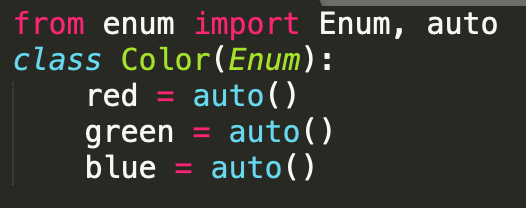 from enum import Enum, auto
class Color(Enum):
    red = auto()
    green = auto()
    blue = auto()